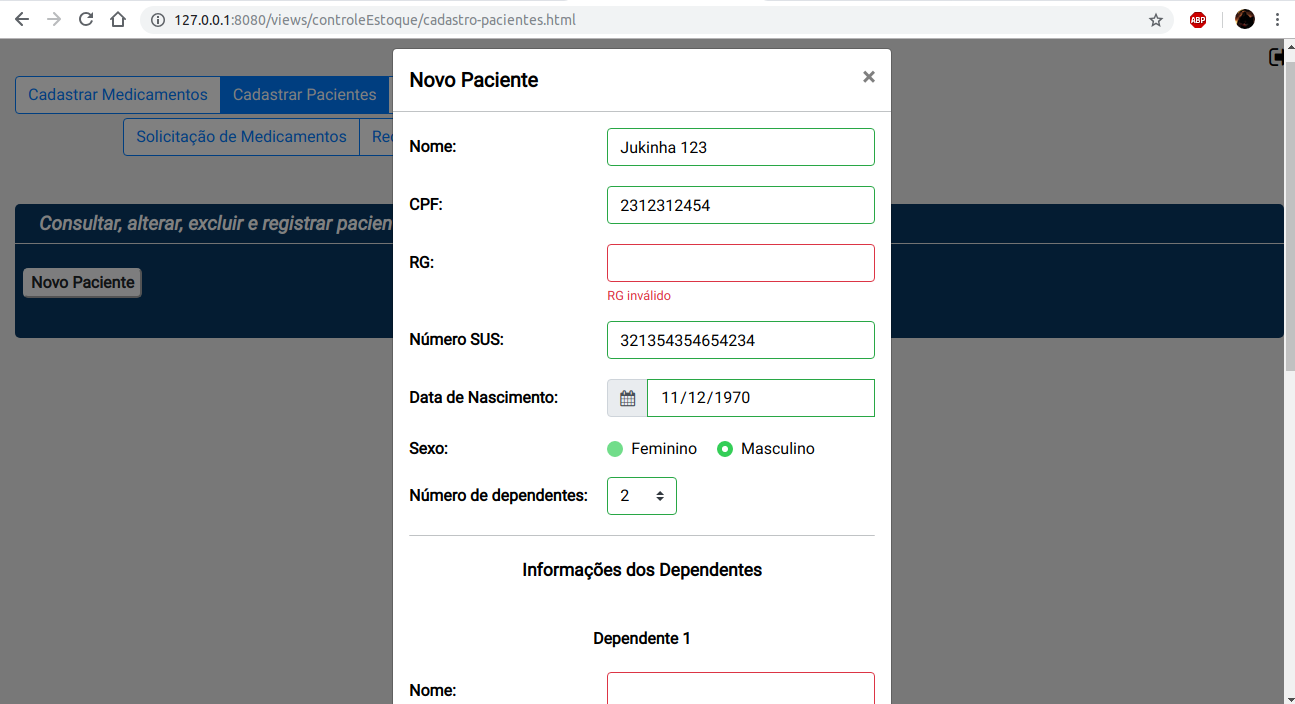 127.0.0.1:8080/views/controleEstoque/cadastro-pacientes.html
ABP
Novo Paciente ×
Cadastrar Medicamentos Cadastrar Pacientes
Solicitação de Medicamentos
Consultar, alterar, excluir e registrar
Novo Paciente
Nome: Jukinha 123
CPF: 2312312454
RG:
RG inválido
Número SUS: 321354354654234
Data de Nascimento: 11/12/1970
Sexo: Feminino Masculino
Número de dependentes: 2
Informações dos Dependentes
Dependente 1
Nome: